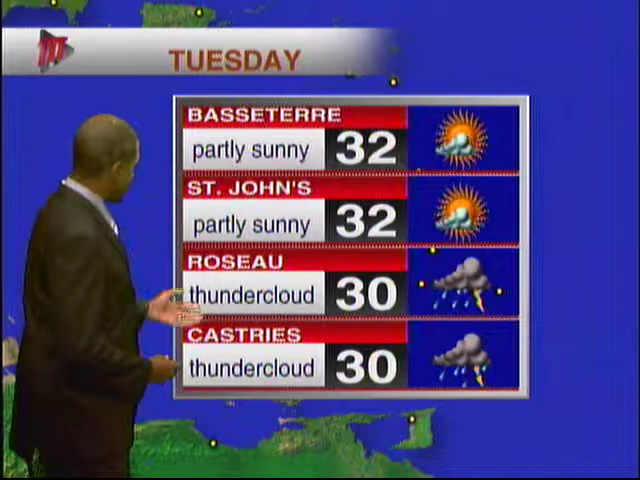 TUESDAY
BASSETERRE
partly sunny 32
ST. JOHN'S
partly sunny 32
ROSEAU
thundercloud 30
CASTRIES
thundercloud 30